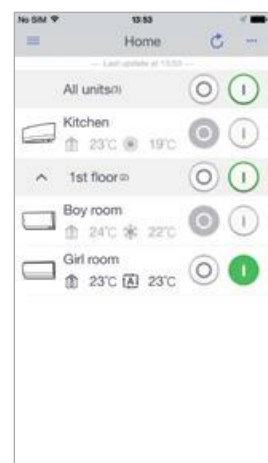 No SIM 13:53
Home
Last update at 13:53
All units(3)
Kitchen
23°C 19°C
1st floor(2)
Boy room
24°C 22°C
Girl room
23°C A 23°C